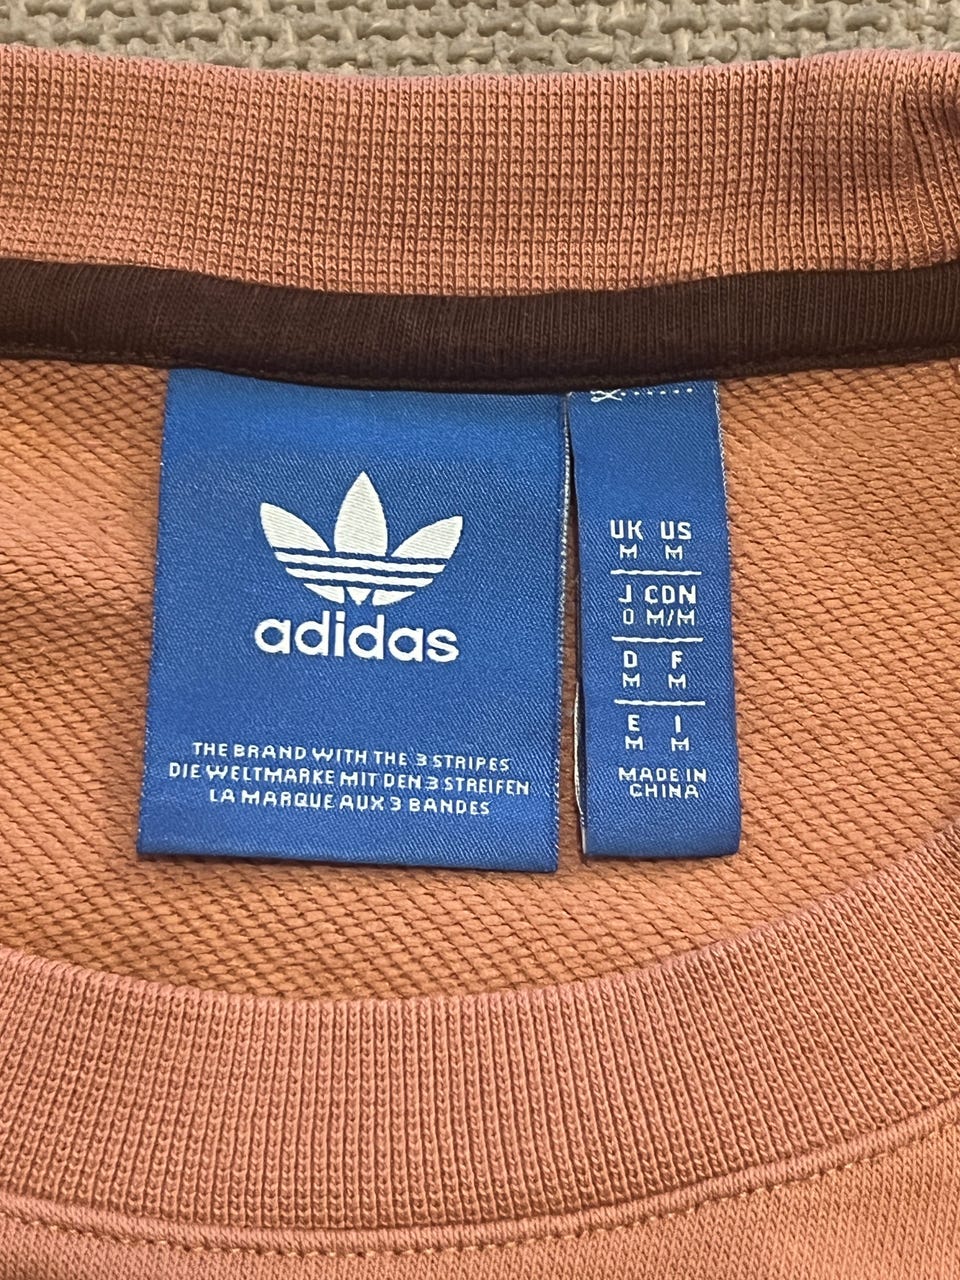 adidas
THE BRAND WITH THE 3 STRIPES
DIE WELTMARKE MIT DEN 3 STREIFEN
LA MARQUE AUX 3 BANDES
UK US
M M
J CDN
O M/M
D F
M M
E I
M M
MADE IN
CHINA